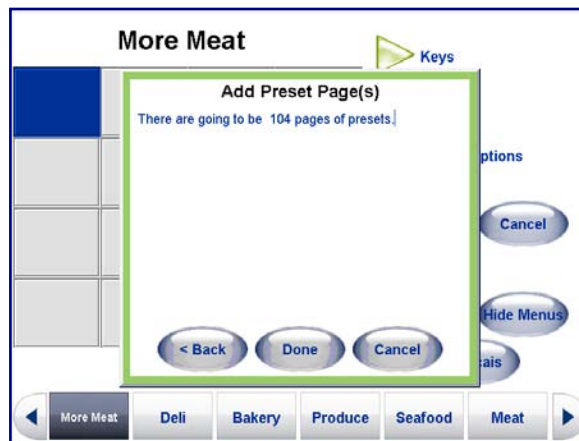 More Meat
Keys
Add Preset Page(s)
There are going to be 104 pages of presets.
ptions
Cancel
Hide Menus
< Back
Done
Cancel
cais
More Meat
Deli
Bakery
Produce
Seafood
Meat